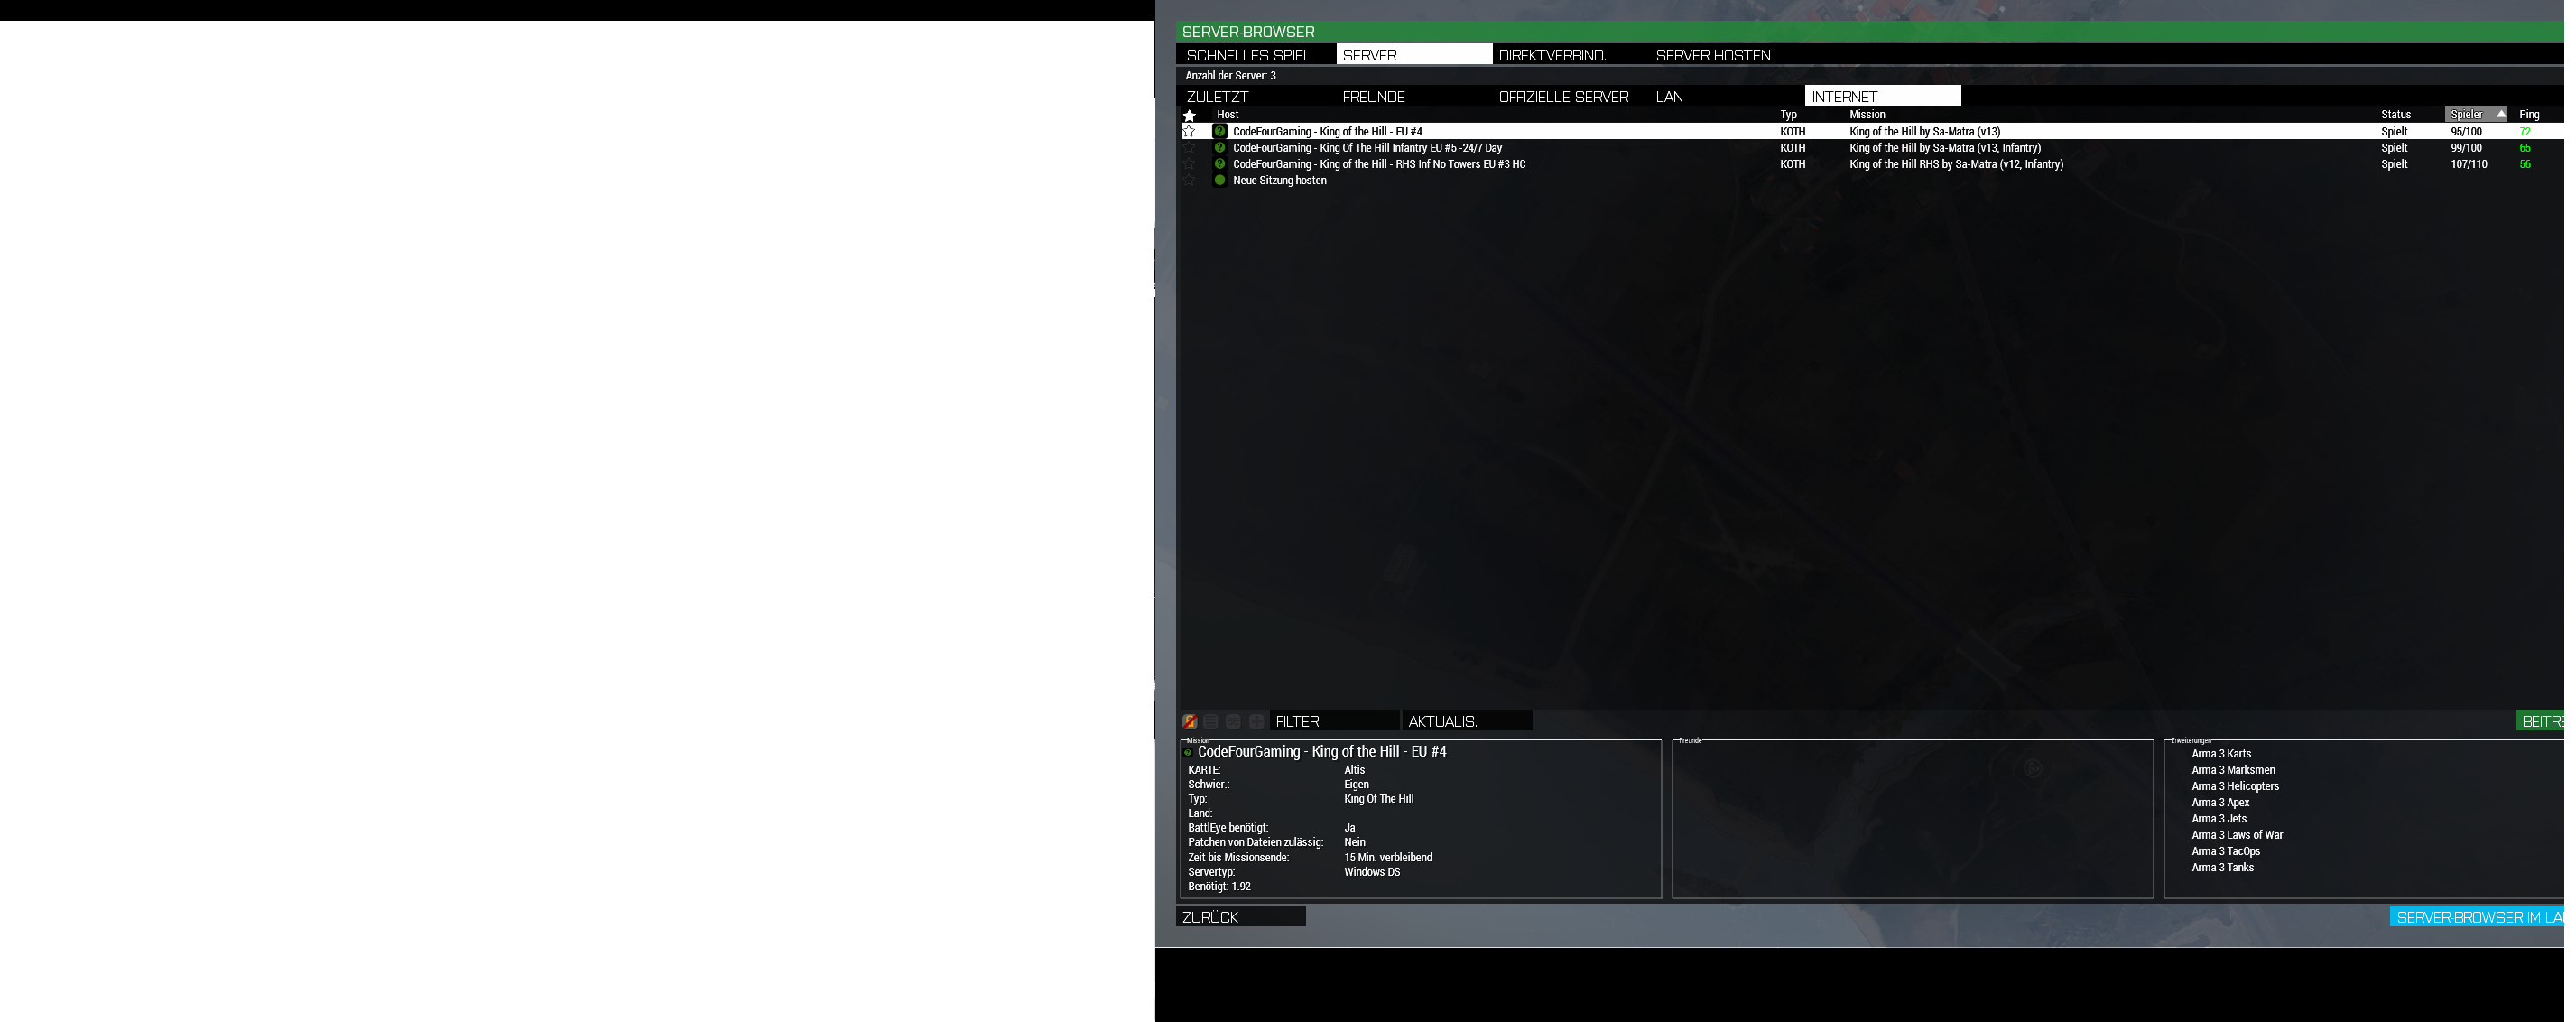 SERVER-BROWSER
SCHNELLES SPIEL SERVER DIREKTVERBIND. SERVER HOSTEN
Anzahl der Server: 3
ZULETZT FREUNDE OFFIZIELLE SERVER LAN INTERNET
Host Typ Mission Status Spieler Ping
CodeFourGaming - King of the Hill - EU #4 KOTH King of the Hill by Sa-Matra (v13) Spielt 95/100 72
CodeFourGaming - King Of The Hill Infantry EU #5 -24/7 Day KOTH King of the Hill by Sa-Matra (v13, Infantry) Spielt 99/100 65
CodeFourGaming - King of the Hill - RHS Inf No Towers EU #3 HC KOTH King of the Hill RHS by Sa-Matra (v12, Infantry) Spielt 107/110 56
Neue Sitzung hosten
FILTER AKTUALIS. BEITRE
Mission
CodeFourGaming - King of the Hill - EU #4
KARTE: Altis
Schwier.: Eigen
Typ: King Of The Hill
Land:
BattlEye benötigt: Ja
Patchen von Dateien zulässig: Nein
Zeit bis Missionsende: 15 Min. verbleibend
Servertyp: Windows DS
Benötigt: 1.92
Freunde
Erweiterungen
Arma 3 Karts
Arma 3 Marksmen
Arma 3 Helicopters
Arma 3 Apex
Arma 3 Jets
Arma 3 Laws of War
Arma 3 TacOps
Arma 3 Tanks
ZURÜCK SERVER-BROWSER IM LA